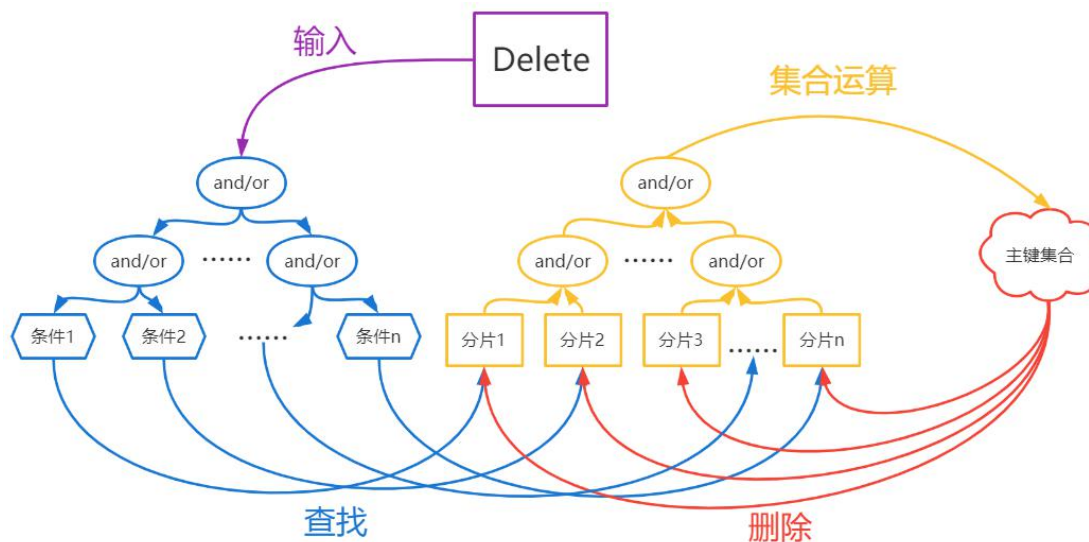 输入
Delete
集合运算
and/or
and/or
and/or
……
and/or
and/or
……
and/or
主键集合
条件1
条件2
……
条件n
分片1
分片2
分片3
……
分片n
查找
删除